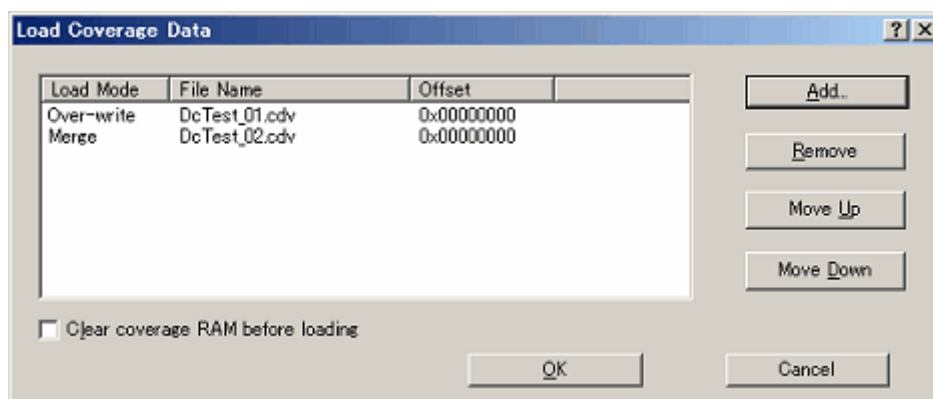 Load Coverage Data
Load Mode File Name Offset
Over-write DcTest_01.cdv 0x00000000
Merge DcTest_02.cdv 0x00000000
Add...
Remove
Move Up
Move Down
Clear coverage RAM before loading
OK Cancel